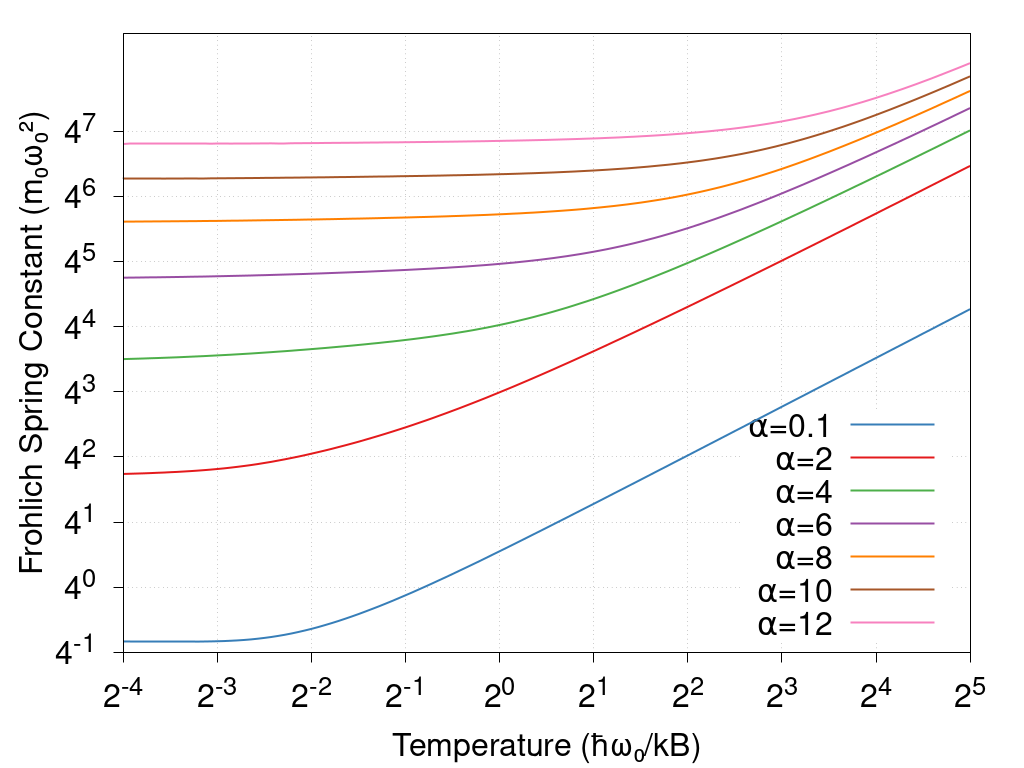 Frohlich Spring Constant (m₀ω₀²)
4⁷
4⁶
4⁵
4⁴
4³
4²
4¹
4⁰
4⁻¹
α=0.1
α=2
α=4
α=6
α=8
α=10
α=12
2⁻⁴ 2⁻³ 2⁻² 2⁻¹ 2⁰ 2¹ 2² 2³ 2⁴ 2⁵
Temperature (ħω₀/kB)